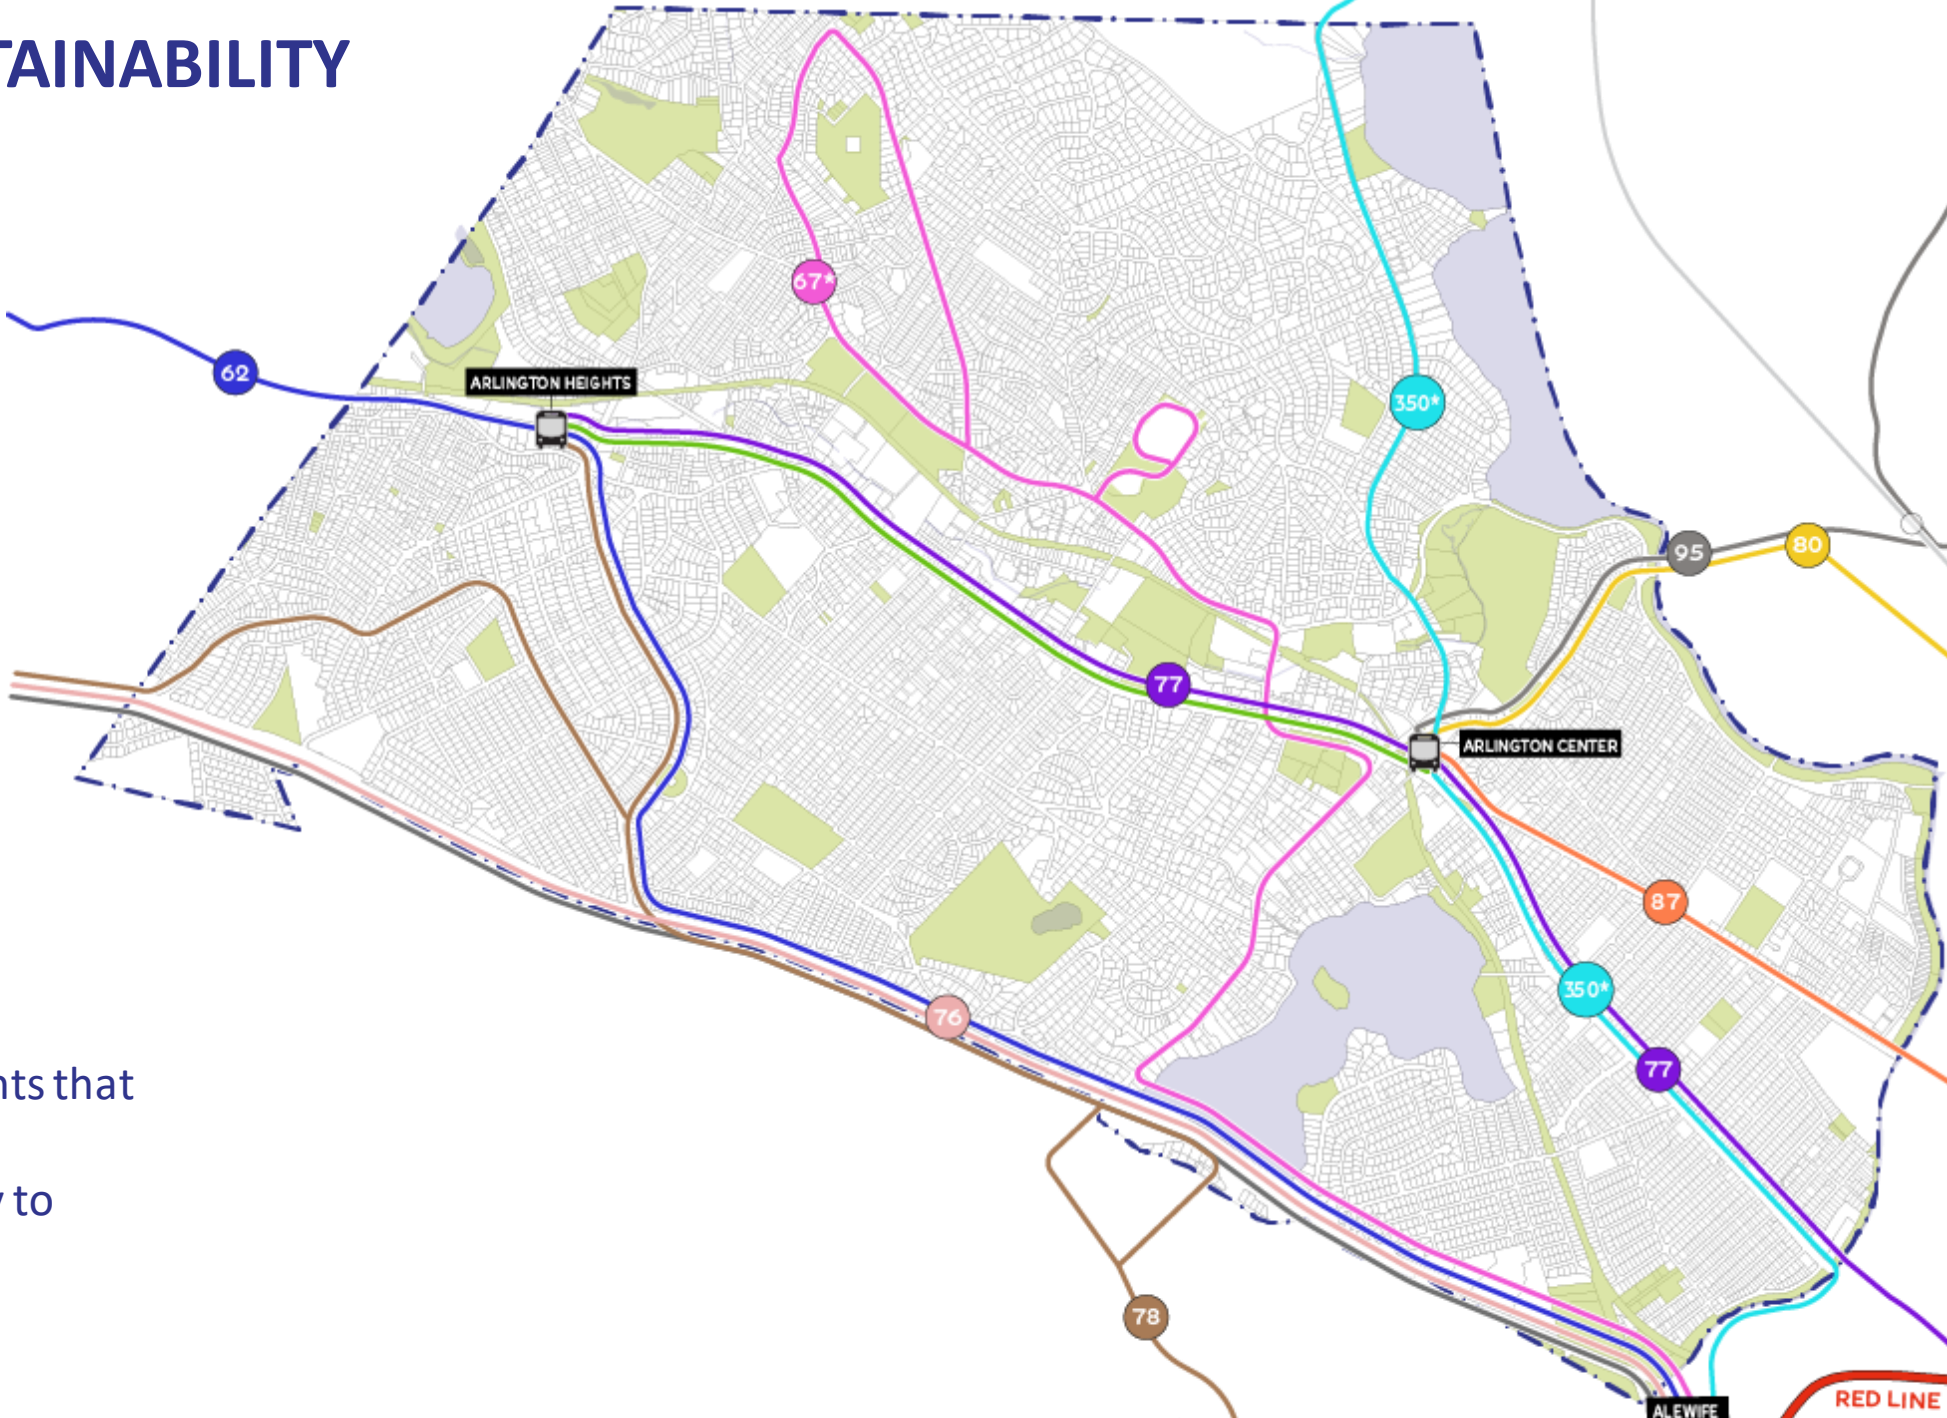 TAINABILITY
67*
62
ARLINGTON HEIGHTS
350*
95
80
77
ARLINGTON CENTER
87
350*
76
77
nts that
y to
78
RED LINE
ALEWIFE